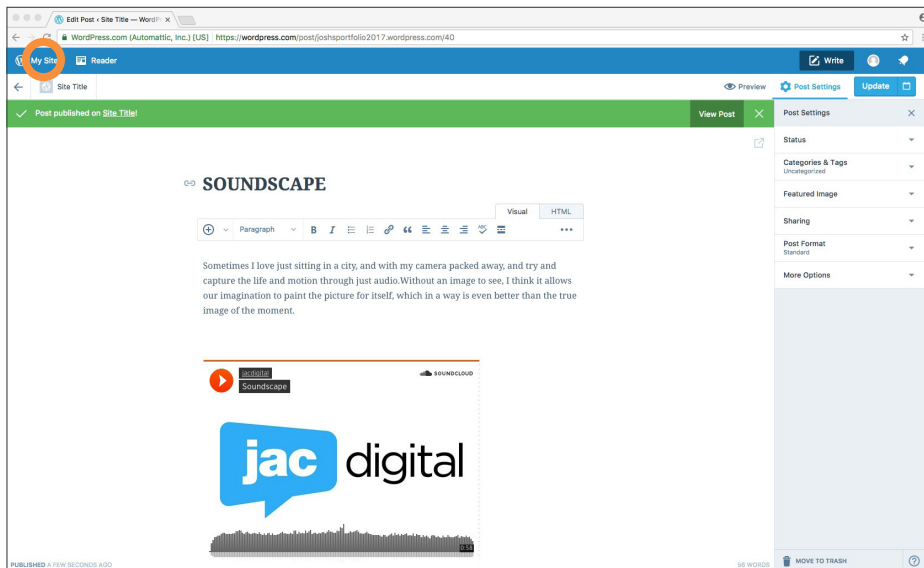 Edit Post ‹ Site Title — WordPr
WordPress.com (Automattic, Inc.) [US] https://wordpress.com/post/joshsportfolio2017.wordpress.com/40
My Site Reader Write
Site Title Preview Post Settings Update
Post published on Site Title! View Post
Post Settings
Status
Categories & Tags
Uncategorized
Featured Image
Sharing
Post Format
Standard
More Options
SOUNDSCAPE
Visual HTML
Paragraph B I ABC
Sometimes I love just sitting in a city, and with my camera packed away, and try and
capture the life and motion through just audio.Without an image to see, I think it allows
our imagination to paint the picture for itself, which in a way is even better than the true
image of the moment.
jacdigital SOUNDCLOUD
Soundscape
jac digital
0:58
PUBLISHED A FEW SECONDS AGO 56 WORDS MOVE TO TRASH